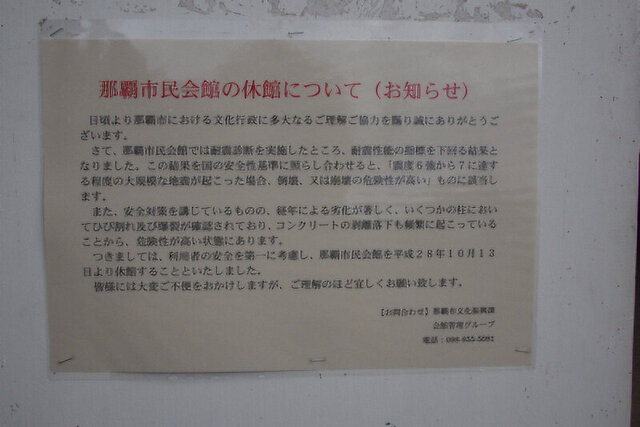 那覇市民会館の休館について（お知らせ）
日頃より那覇市における文化行政に多大なるご理解ご協力を賜り誠にありがとうご
ざいます。
さて、那覇市民会館では耐震診断を実施したところ、耐震性能の指標を下回る結果と
なりました。この結果を国の安全性基準に照らし合わせると、「震度６強から７に達す
る程度の大規模な地震が起こった場合、倒壊、又は崩壊の危険性が高い」ものに該当し
ます。
また、安全対策を講じているものの、経年による劣化が著しく、いくつかの柱におい
てひび割れ及び爆裂が確認されており、コンクリートの剥離落下も頻繁に起こっている
ことから、危険性が高い状態にあります。
つきましては、利用者の安全を第一に考慮し、那覇市民会館を平成２８年１０月１３
日より休館することといたしました。
皆様には大変ご不便をおかけしますが、ご理解のほど宜しくお願い致します。
【お問合わせ】那覇市文化振興課
会館管理グループ
電話：098-855-5081